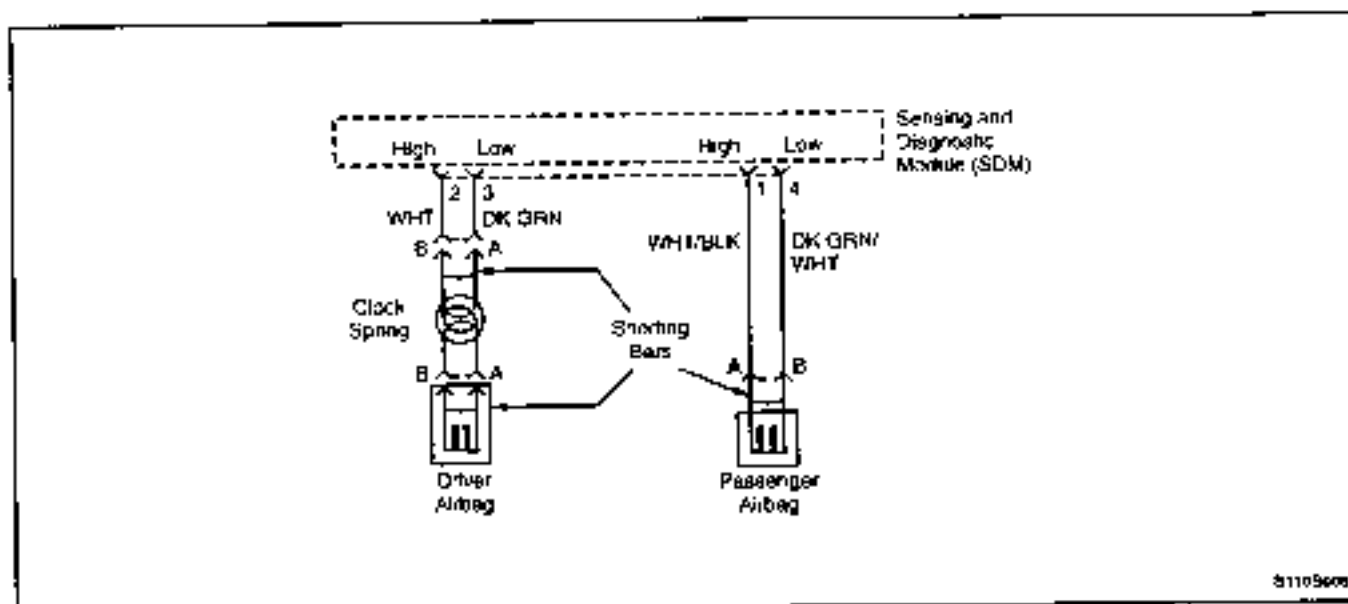 Sensing and
Diagnostic
Module (SDM)
High Low High Low
2 3 1 4
WHT DK GRN
WHT/BLK DK GRN/
WHT
B A
Clock
Spring
Shorting
Bars
B A
A B
Driver
Airbag
Passenger
Airbag